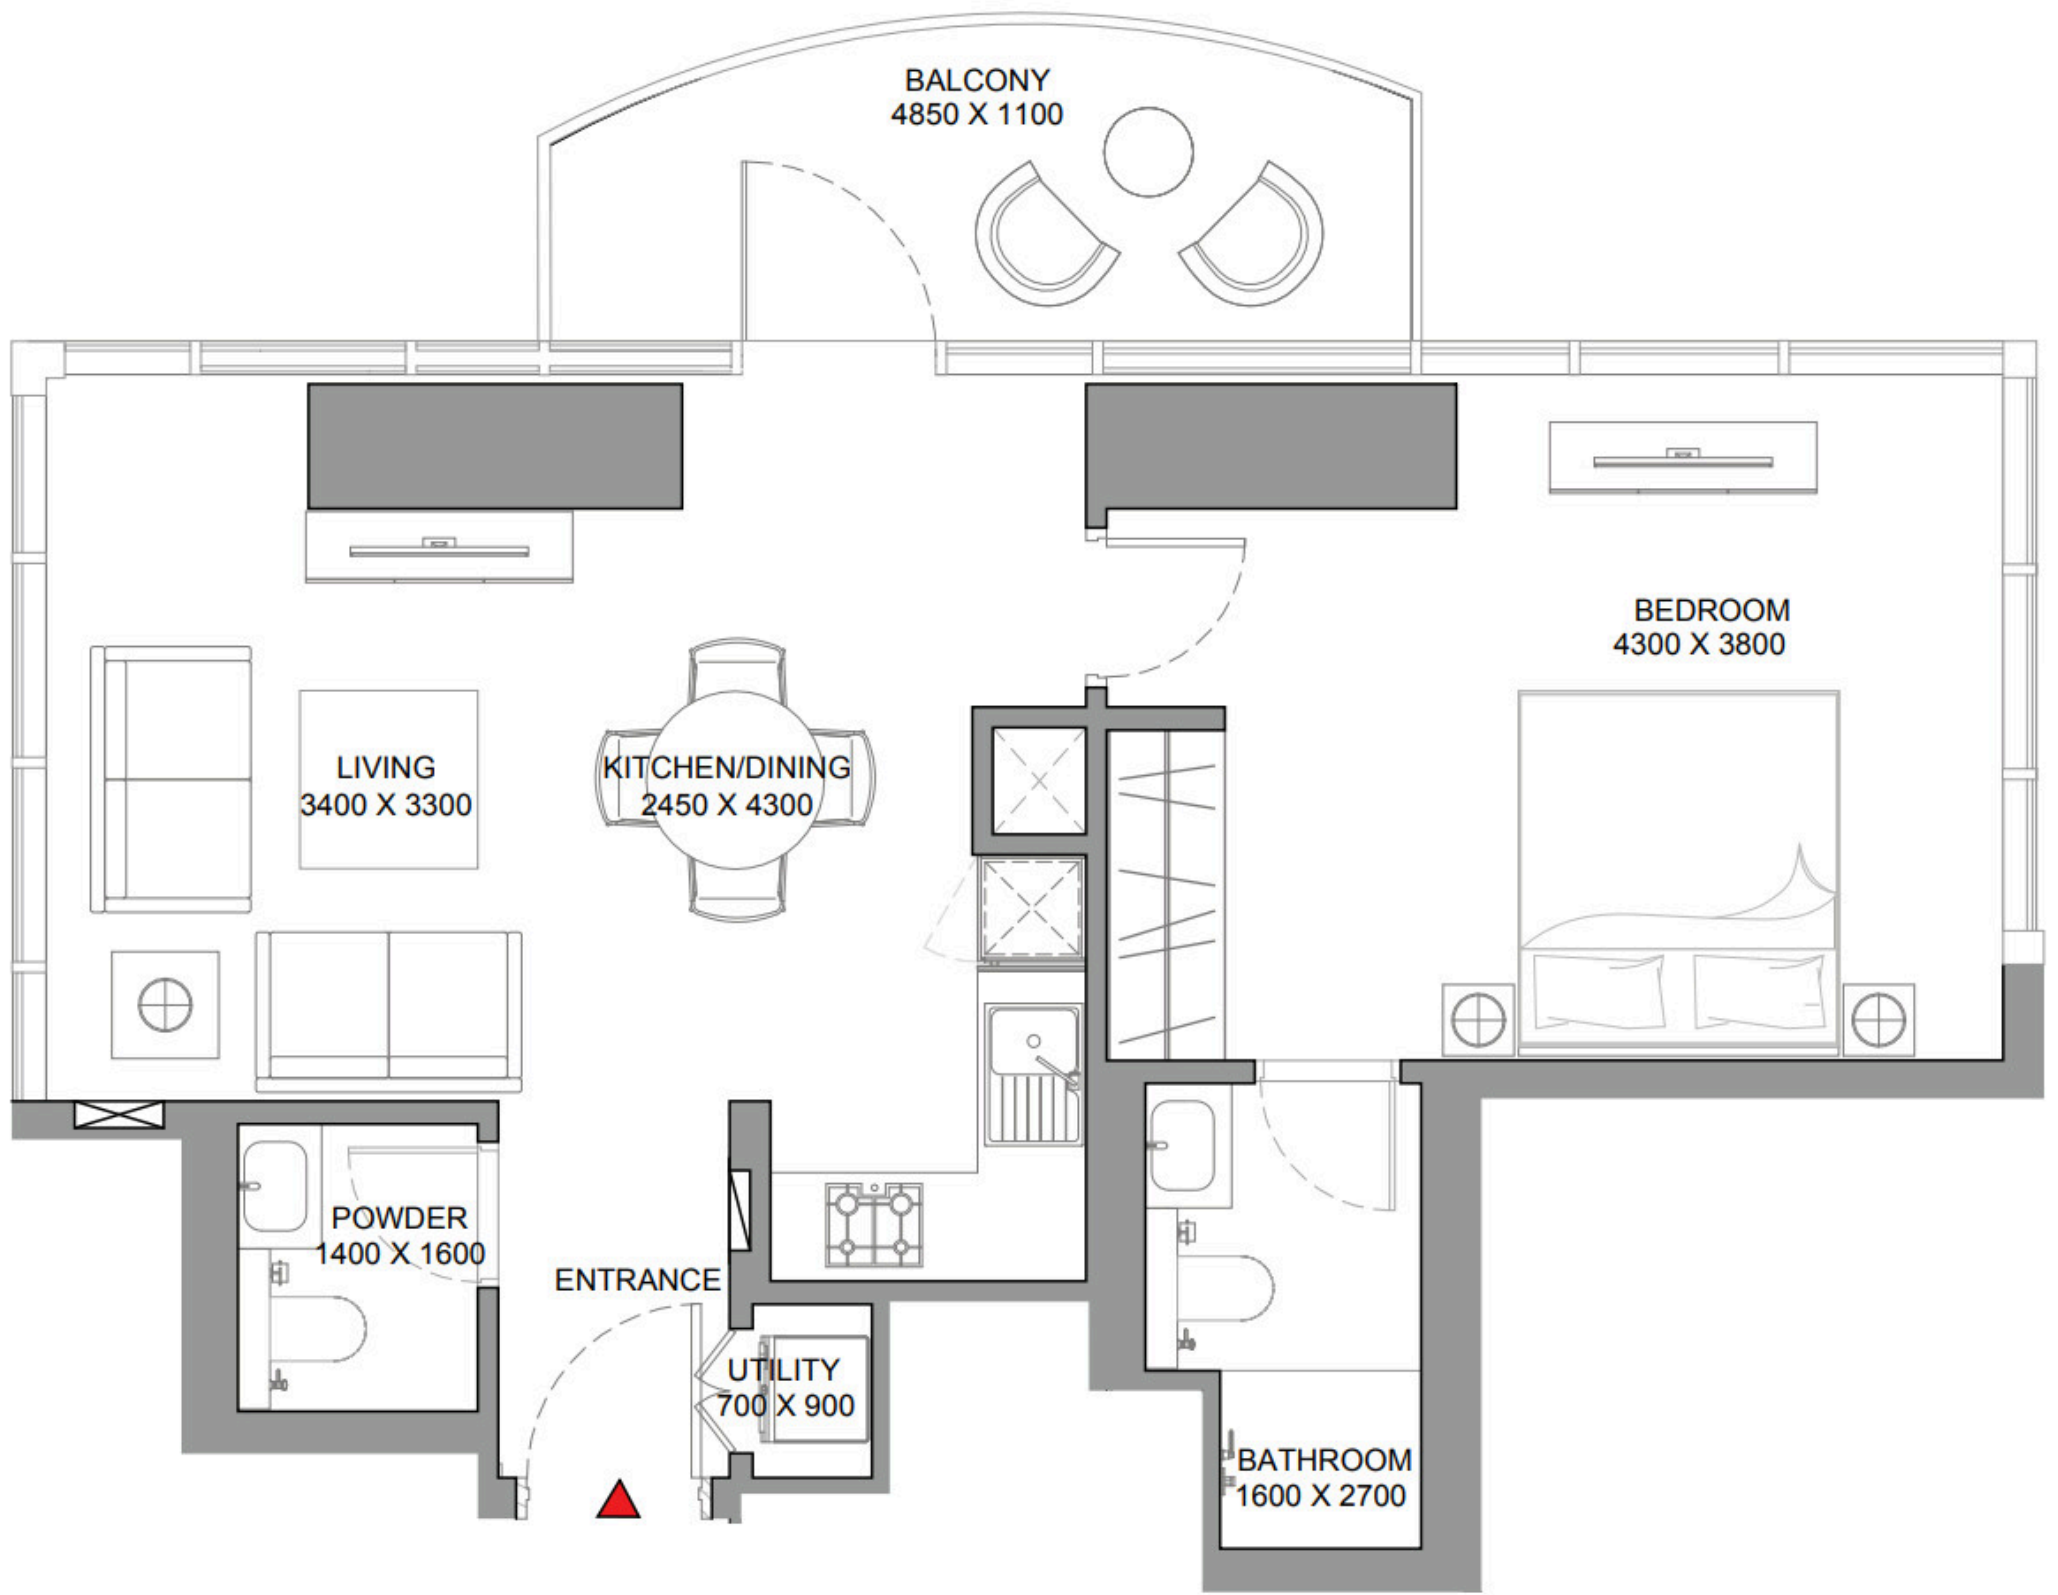 BALCONY
4850 X 1100
BEDROOM
4300 X 3800
LIVING
3400 X 3300
KITCHEN/DINING
2450 X 4300
POWDER
1400 X 1600
ENTRANCE
UTILITY
700 X 900
BATHROOM
1600 X 2700